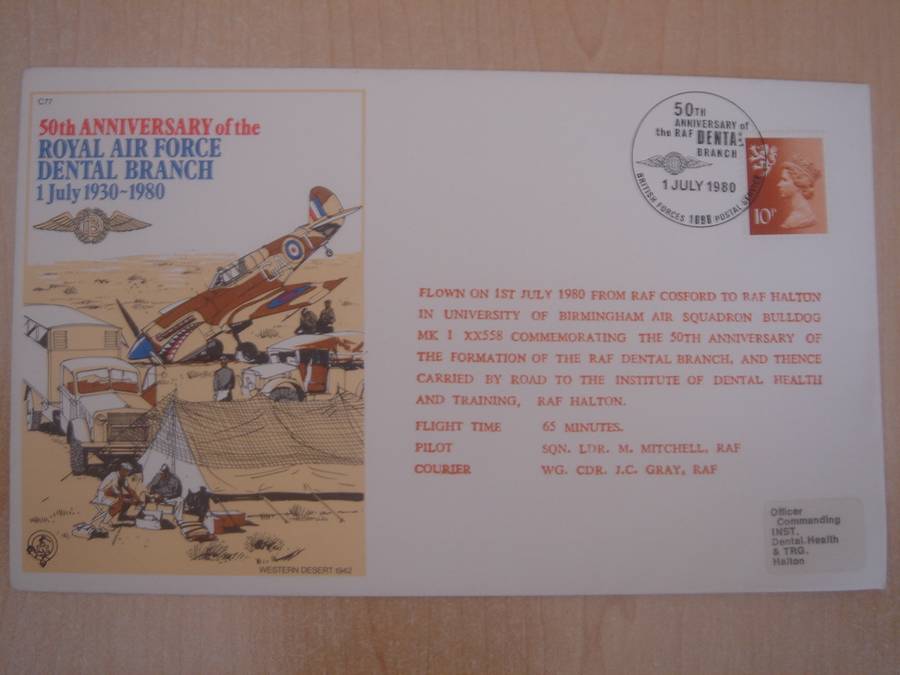 C77
50th ANNIVERSARY of the
ROYAL AIR FORCE
DENTAL BRANCH
1 July 1930~1980
DB
WESTERN DESERT 1942
50TH
ANNIVERSARY of
the RAF DENTAL
BRANCH
1 JULY 1980
BRITISH FORCES POSTAL SERVICE
10P
FLOWN ON 1ST JULY 1980 FROM RAF COSFORD TO RAF HALTON
IN UNIVERSITY OF BIRMINGHAM AIR SQUADRON BULLDOG
MK 1 XX558 COMMEMORATING THE 50TH ANNIVERSARY OF
THE FORMATION OF THE RAF DENTAL BRANCH, AND THENCE
CARRIED BY ROAD TO THE INSTITUTE OF DENTAL HEALTH
AND TRAINING, RAF HALTON.
FLIGHT TIME 65 MINUTES.
PILOT SQN. LDR. M. MITCHELL, RAF
COURIER WG. CDR. J.C. GRAY, RAF
Officer
Commanding
INST.
Dental.Health
& TRG.
Halton